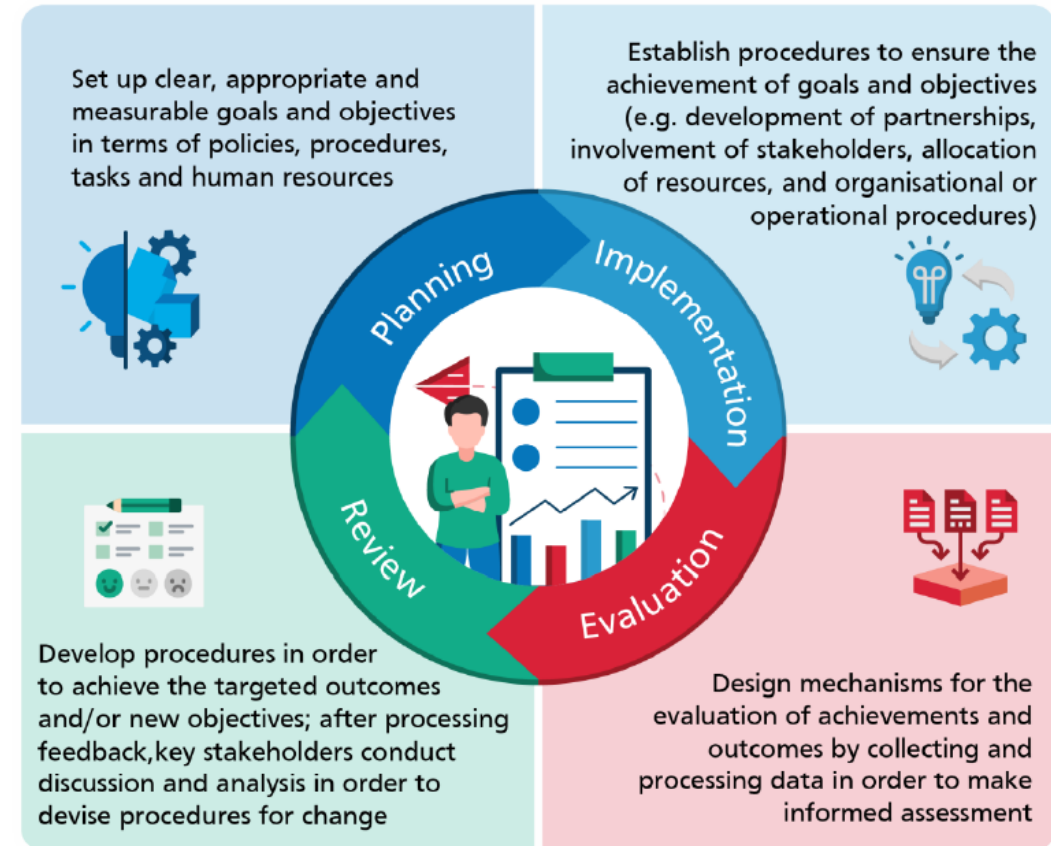 Set up clear, appropriate and
measurable goals and objectives
in terms of policies, procedures,
tasks and human resources
Establish procedures to ensure the
achievement of goals and objectives
(e.g. development of partnerships,
involvement of stakeholders, allocation
of resources, and organisational or
operational procedures)
Planning
Implementation
Review
Evaluation
Develop procedures in order
to achieve the targeted outcomes
and/or new objectives; after processing
feedback,key stakeholders conduct
discussion and analysis in order to
devise procedures for change
Design mechanisms for the
evaluation of achievements and
outcomes by collecting and
processing data in order to make
informed assessment